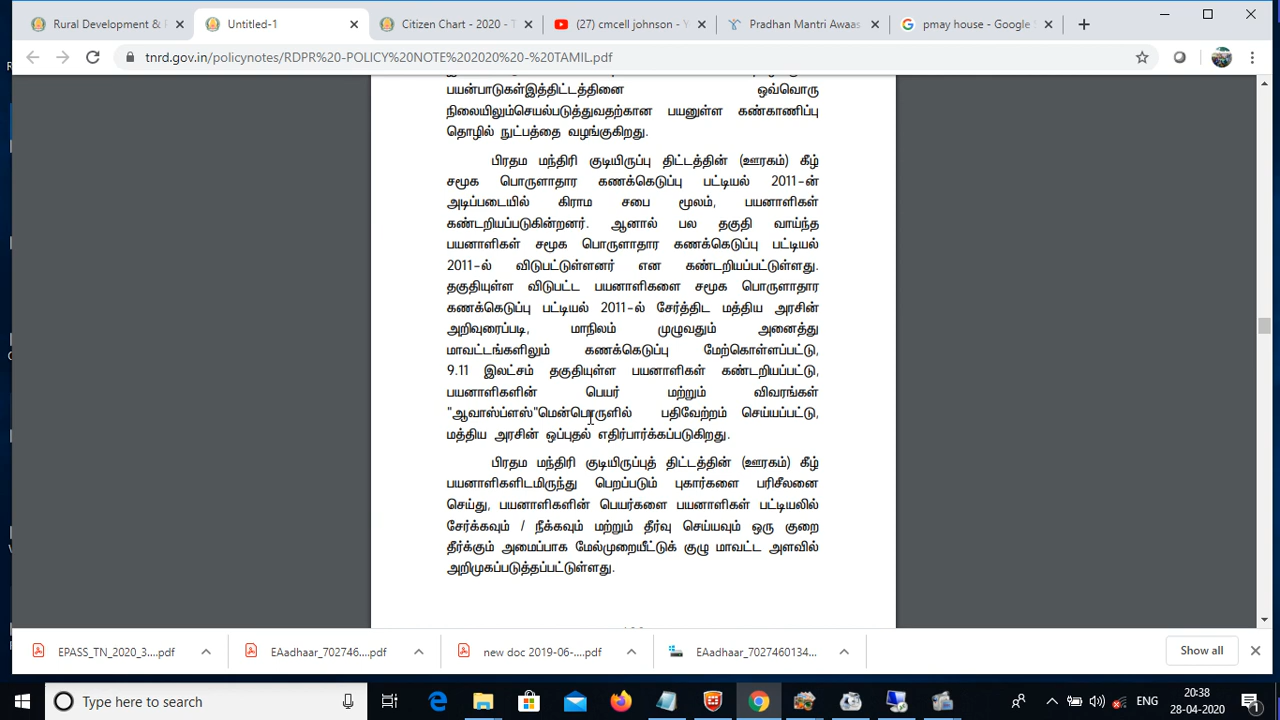 Rural Development & 
Untitled-1
Citizen Chart - 2020 - T
(27) cmcell johnson - Y
Pradhan Mantri Awaas
pmay house - Google S
tnrd.gov.in/policynotes/RDPR%20-POLICY%20NOTE%202020%20-%20TAMIL.pdf
பயன்பாடுகள்இத்திட்டத்தினை ஒவ்வொரு
நிலையிலும்செயல்படுத்துவதற்கான பயனுள்ள கண்காணிப்பு
தொழில் நுட்பத்தை வழங்குகிறது.
பிரதம மந்திரி குடியிருப்பு திட்டத்தின் (ஊரகம்) கீழ்
சமூக பொருளாதார கணக்கெடுப்பு பட்டியல் 2011-ன்
அடிப்படையில் கிராம சபை மூலம், பயனாளிகள்
கண்டறியப்படுகின்றனர். ஆனால் பல தகுதி வாய்ந்த
பயனாளிகள் சமூக பொருளாதார கணக்கெடுப்பு பட்டியல்
2011-ல் விடுபட்டுள்ளனர் என கண்டறியப்பட்டுள்ளது.
தகுதியுள்ள விடுபட்ட பயனாளிகளை சமூக பொருளாதார
கணக்கெடுப்பு பட்டியல் 2011-ல் சேர்த்திட மத்திய அரசின்
அறிவுரைப்படி, மாநிலம் முழுவதும் அனைத்து
மாவட்டங்களிலும் கணக்கெடுப்பு மேற்கொள்ளப்பட்டு,
9.11 இலட்சம் தகுதியுள்ள பயனாளிகள் கண்டறியப்பட்டு,
பயனாளிகளின் பெயர் மற்றும் விவரங்கள்
"ஆவாஸ்ப்ளஸ்"மென்பொருளில் பதிவேற்றம் செய்யப்பட்டு,
மத்திய அரசின் ஒப்புதல் எதிர்பார்க்கப்படுகிறது.
பிரதம மந்திரி குடியிருப்புத் திட்டத்தின் (ஊரகம்) கீழ்
பயனாளிகளிடமிருந்து பெறப்படும் புகார்களை பரிசீலனை
செய்து, பயனாளிகளின் பெயர்களை பயனாளிகள் பட்டியலில்
சேர்க்கவும் / நீக்கவும் மற்றும் தீர்வு செய்யவும் ஒரு குறை
தீர்க்கும் அமைப்பாக மேல்முறையீட்டுக் குழு மாவட்ட அளவில்
அறிமுகப்படுத்தப்பட்டுள்ளது.
EPASS_TN_2020_3....pdf
EAadhaar_702746....pdf
new doc 2019-06-....pdf
EAadhaar_7027460134...
Show all
Type here to search
ENG
20:38
28-04-2020